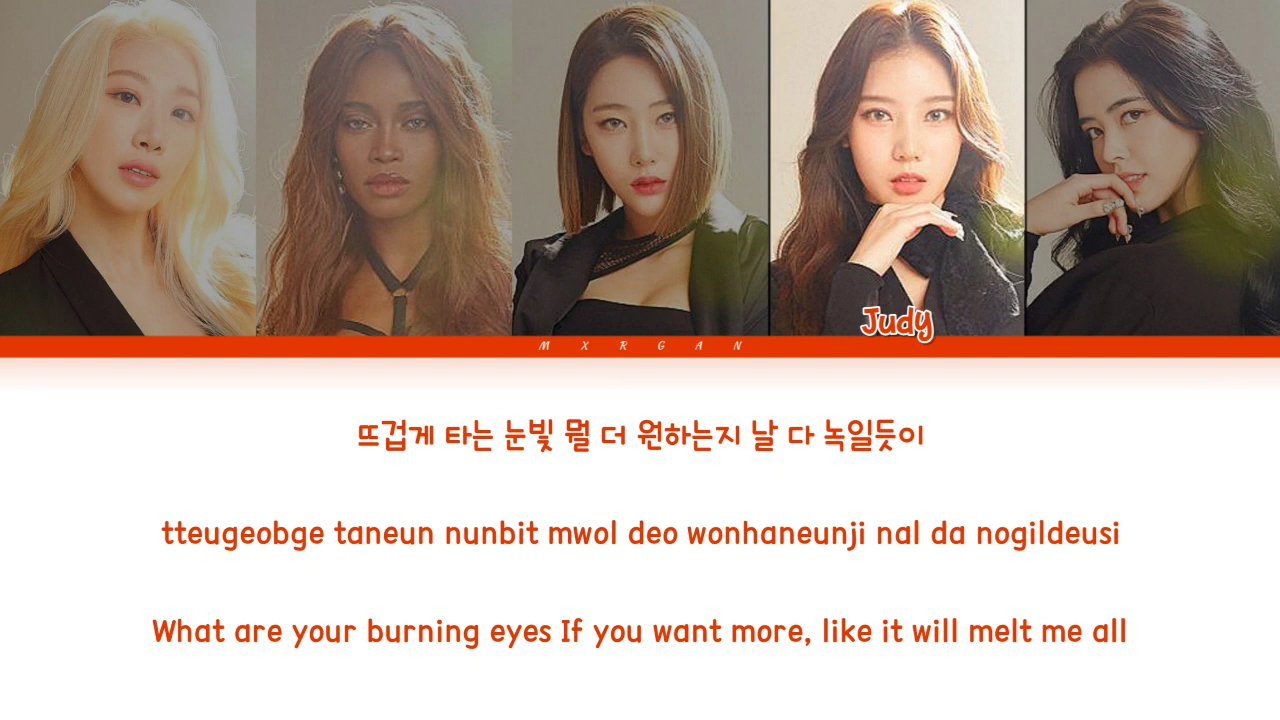 Judy
M X R G A N
뜨겁게 타는 눈빛 뭘 더 원하는지 날 다 녹일듯이
tteugeobge taneun nunbit mwol deo wonhaneunji nal da nogildeusi
What are your burning eyes If you want more, like it will melt me all